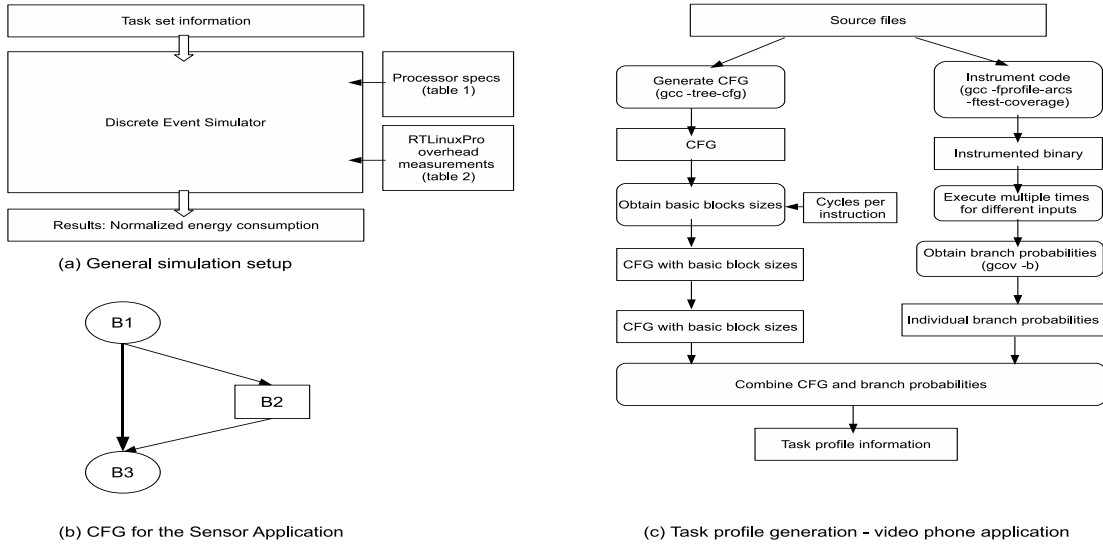 Task set information
Discrete Event Simulator
Processor specs
(table 1)
RTLinuxPro
overhead
measurements
(table 2)
Results: Normalized energy consumption
(a) General simulation setup
B1
B2
B3
(b) CFG for the Sensor Application
Source files
Generate CFG
(gcc -tree-cfg)
CFG
Obtain basic blocks sizes
Cycles per
instruction
CFG with basic block sizes
CFG with basic block sizes
Instrument code
(gcc -fprofile-arcs
-ftest-coverage)
Instrumented binary
Execute multiple times
for different inputs
Obtain branch probabilities
(gcov -b)
Individual branch probabilities
Combine CFG and branch probabilities
Task profile information
(c) Task profile generation - video phone application